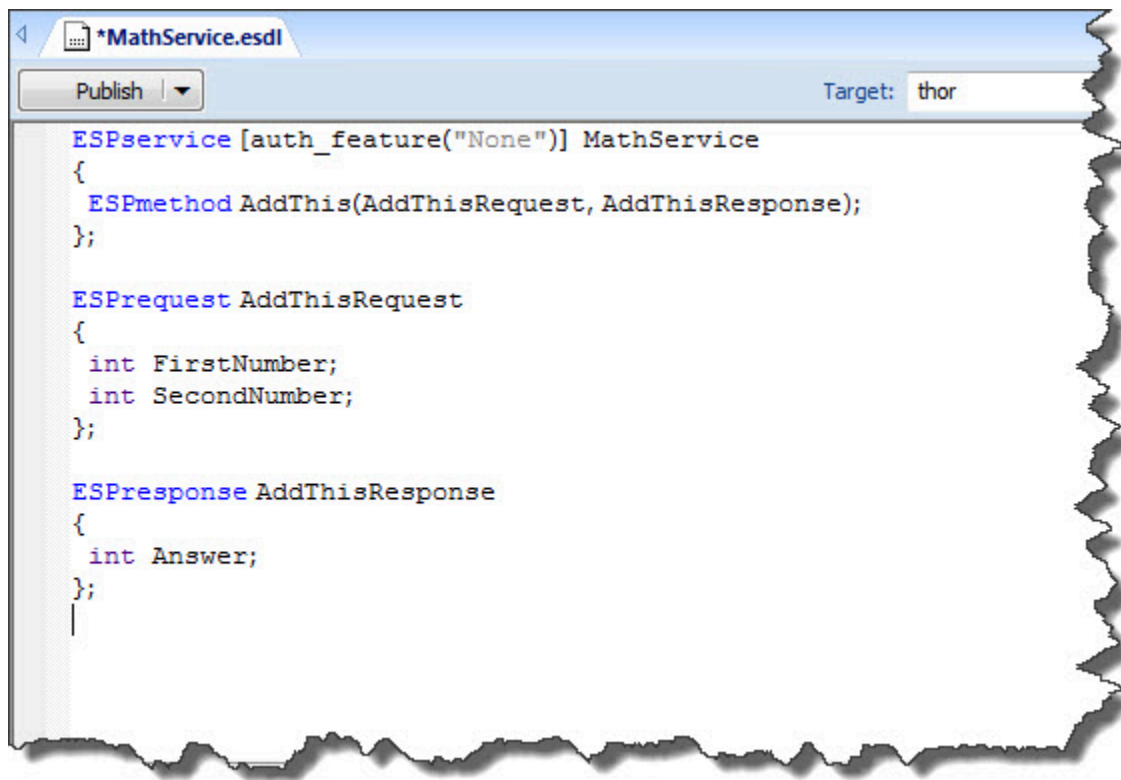 *MathService.esdl
Publish
Target: thor
ESPservice [auth_feature("None")] MathService
{
ESPmethod AddThis(AddThisRequest, AddThisResponse);
};
ESPrequest AddThisRequest
{
int FirstNumber;
int SecondNumber;
};
ESPresponse AddThisResponse
{
int Answer;
};